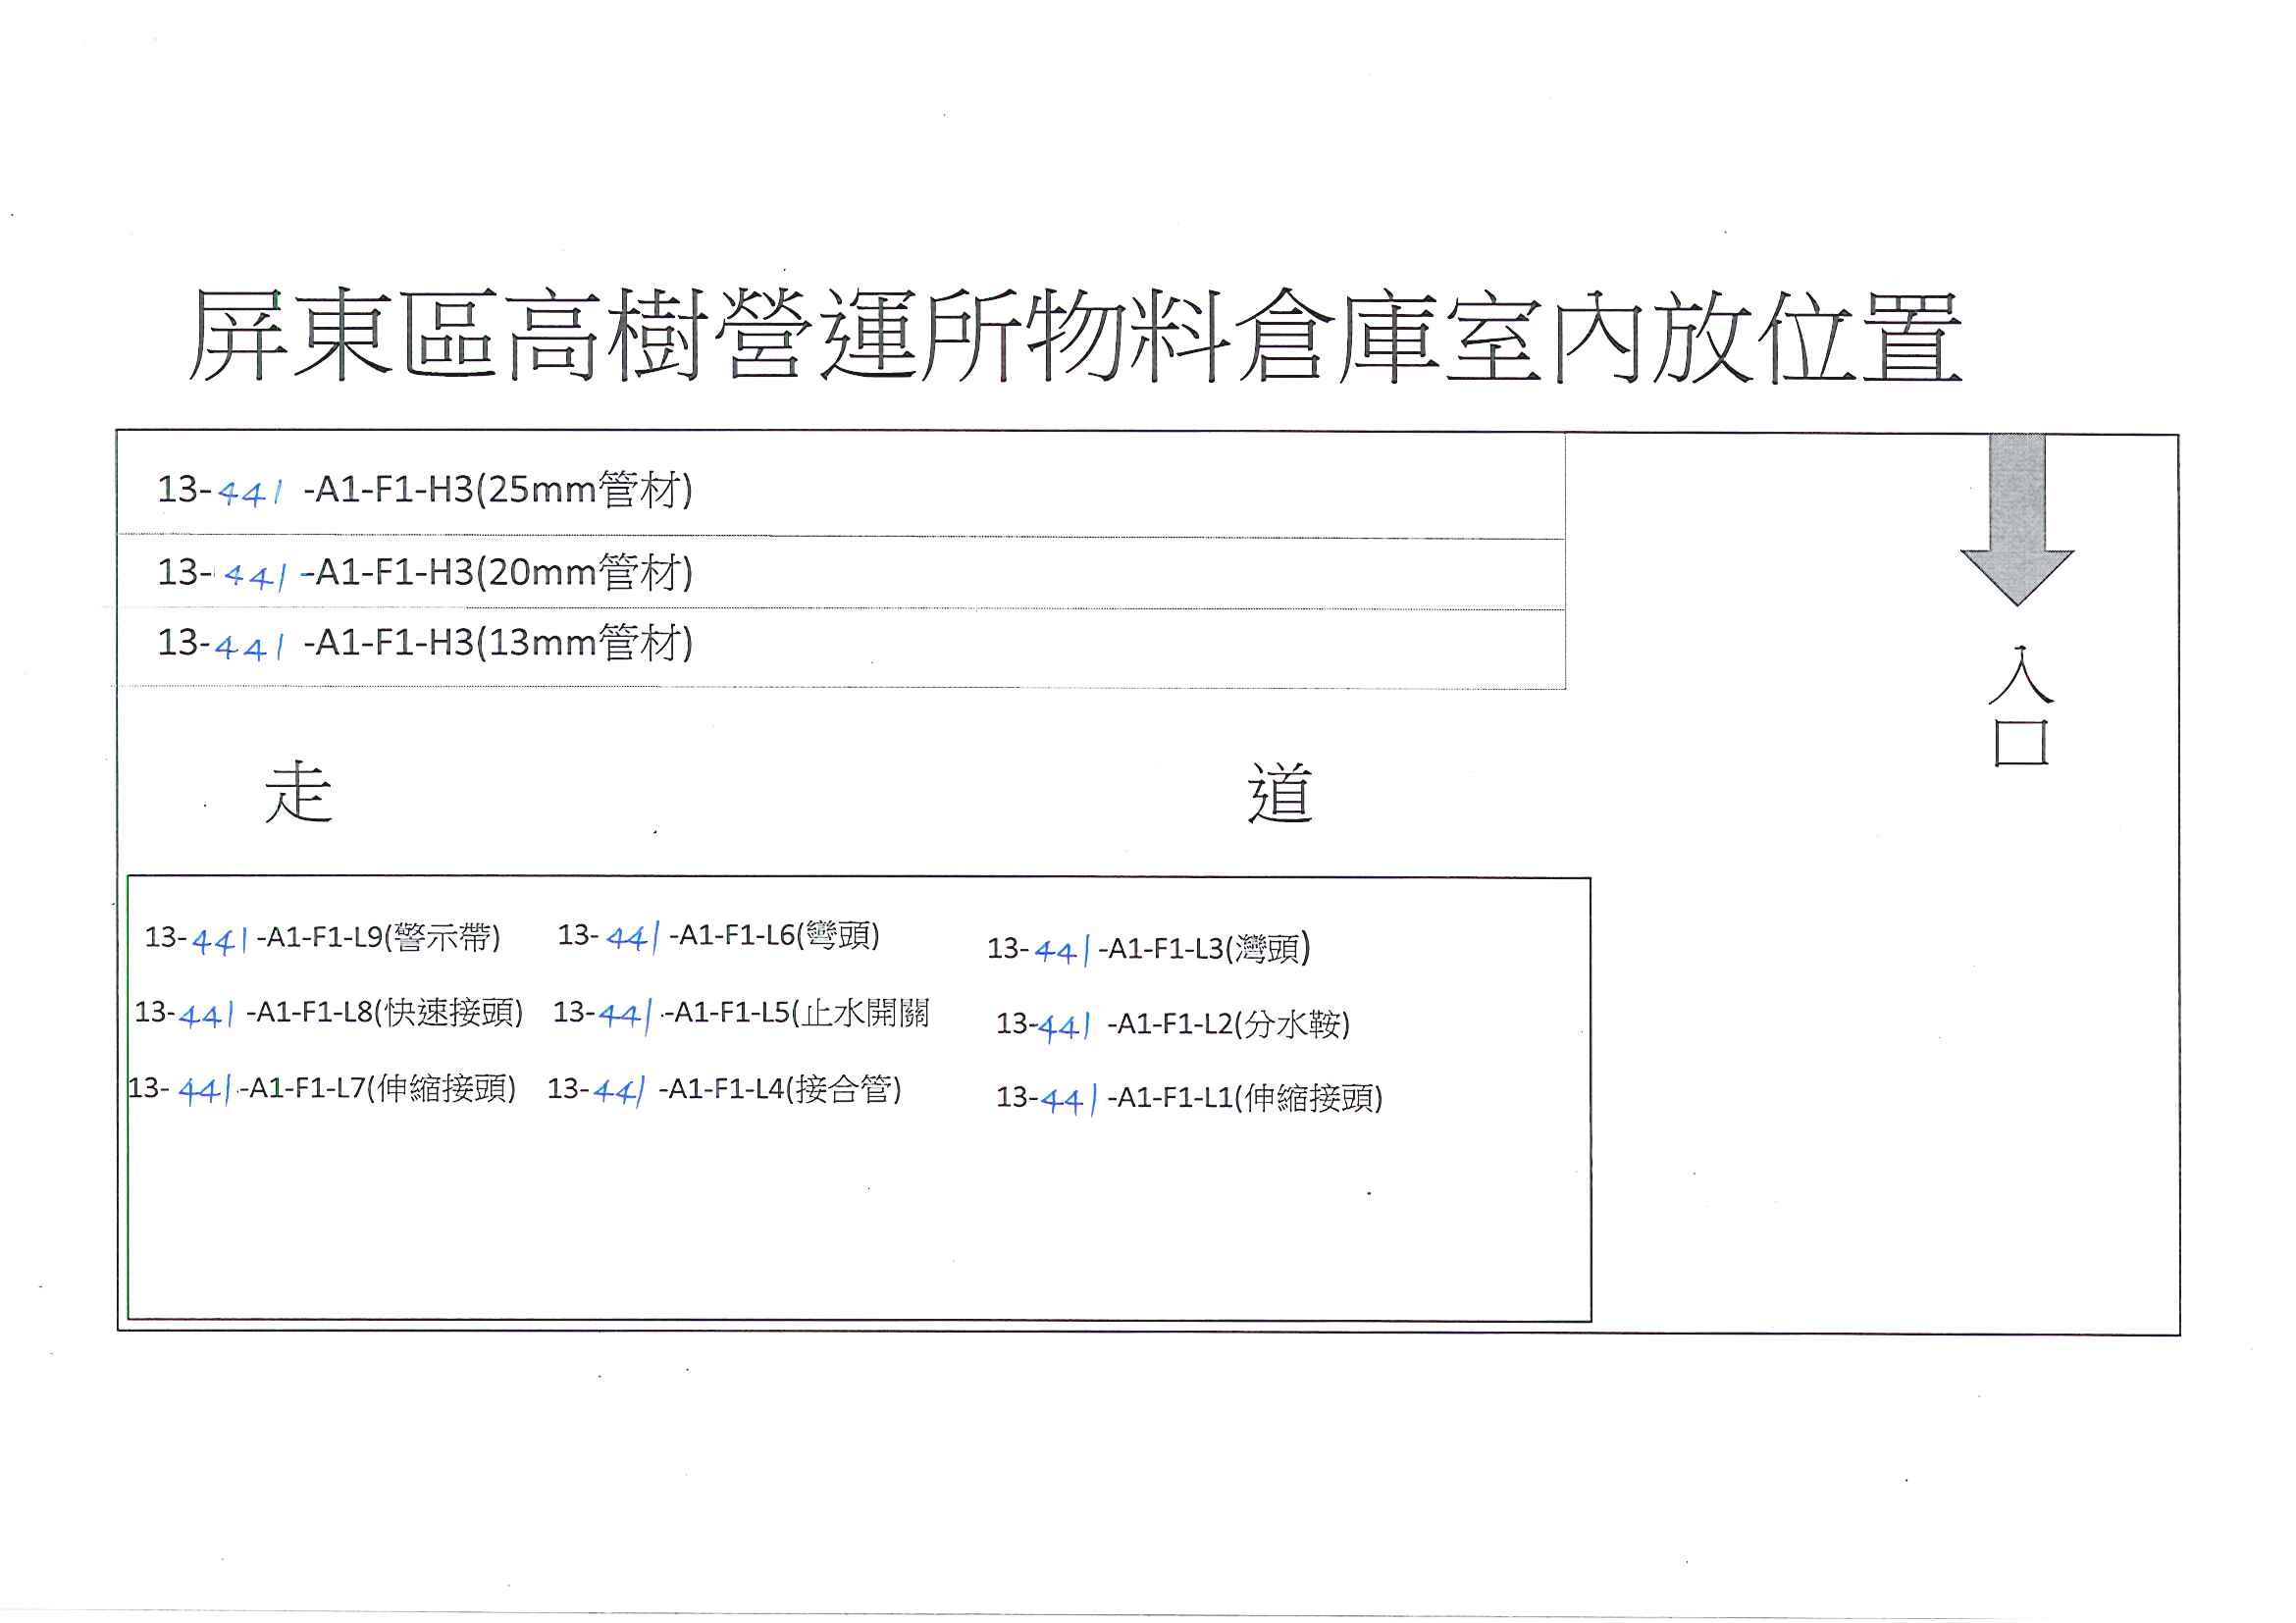 屏東區高樹營運所物料倉庫室內放位置
13-441 -A1-F1-H3(25mm管材)
13-441-A1-F1-H3(20mm管材)
13-441 -A1-F1-H3(13mm管材)
入
口
走 道
13-441-A1-F1-L9(警示帶) 13-441-A1-F1-L6(彎頭) 13-441-A1-F1-L3(灣頭)
13-441 -A1-F1-L8(快速接頭) 13-441-A1-F1-L5(止水開關 13-441 -A1-F1-L2(分水鞍)
13-441-A1-F1-L7(伸縮接頭) 13-441 -A1-F1-L4(接合管) 13-441-A1-F1-L1(伸縮接頭)